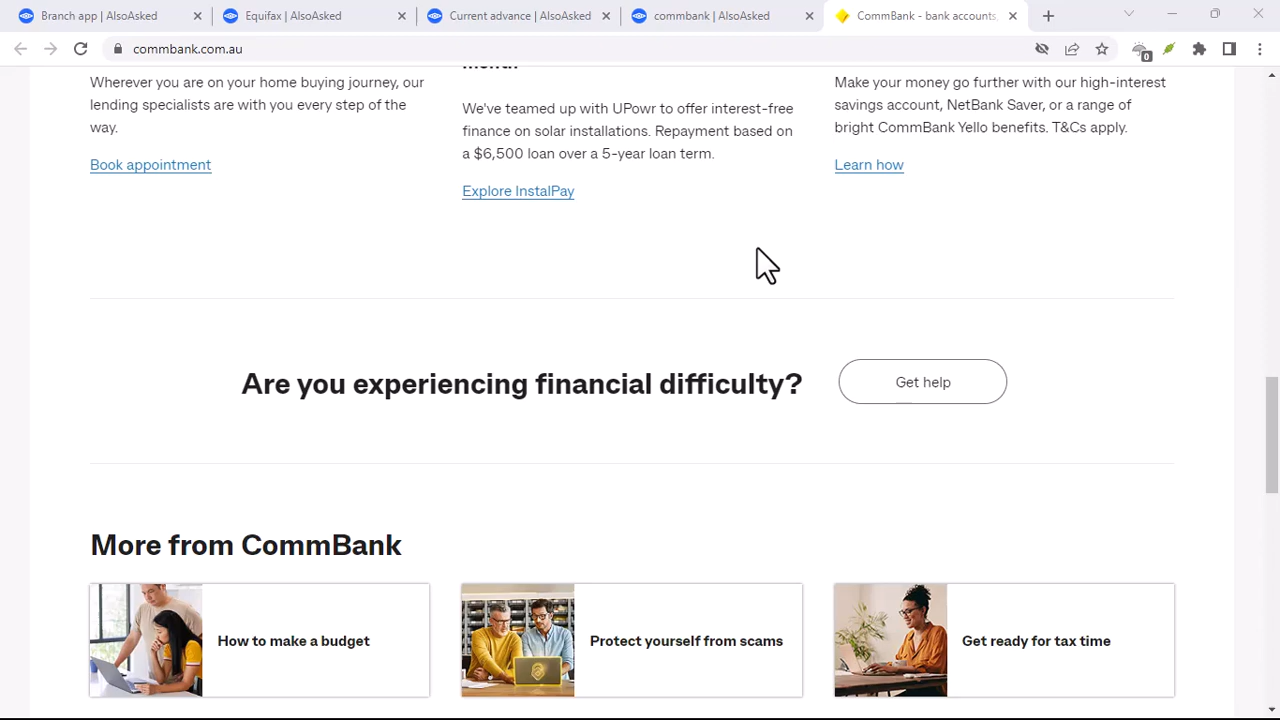 Branch app | AlsoAsked
Equifax | AlsoAsked
Current advance | AlsoAsked
commbank | AlsoAsked
CommBank - bank accounts,
commbank.com.au
0
Wherever you are on your home buying journey, our
lending specialists are with you every step of the
way.
Book appointment
month
We've teamed up with UPowr to offer interest-free
finance on solar installations. Repayment based on
a $6,500 loan over a 5-year loan term.
Explore InstalPay
Make your money go further with our high-interest
savings account, NetBank Saver, or a range of
bright CommBank Yello benefits. T&Cs apply.
Learn how
Are you experiencing financial difficulty?
Get help
More from CommBank
How to make a budget
Protect yourself from scams
Get ready for tax time